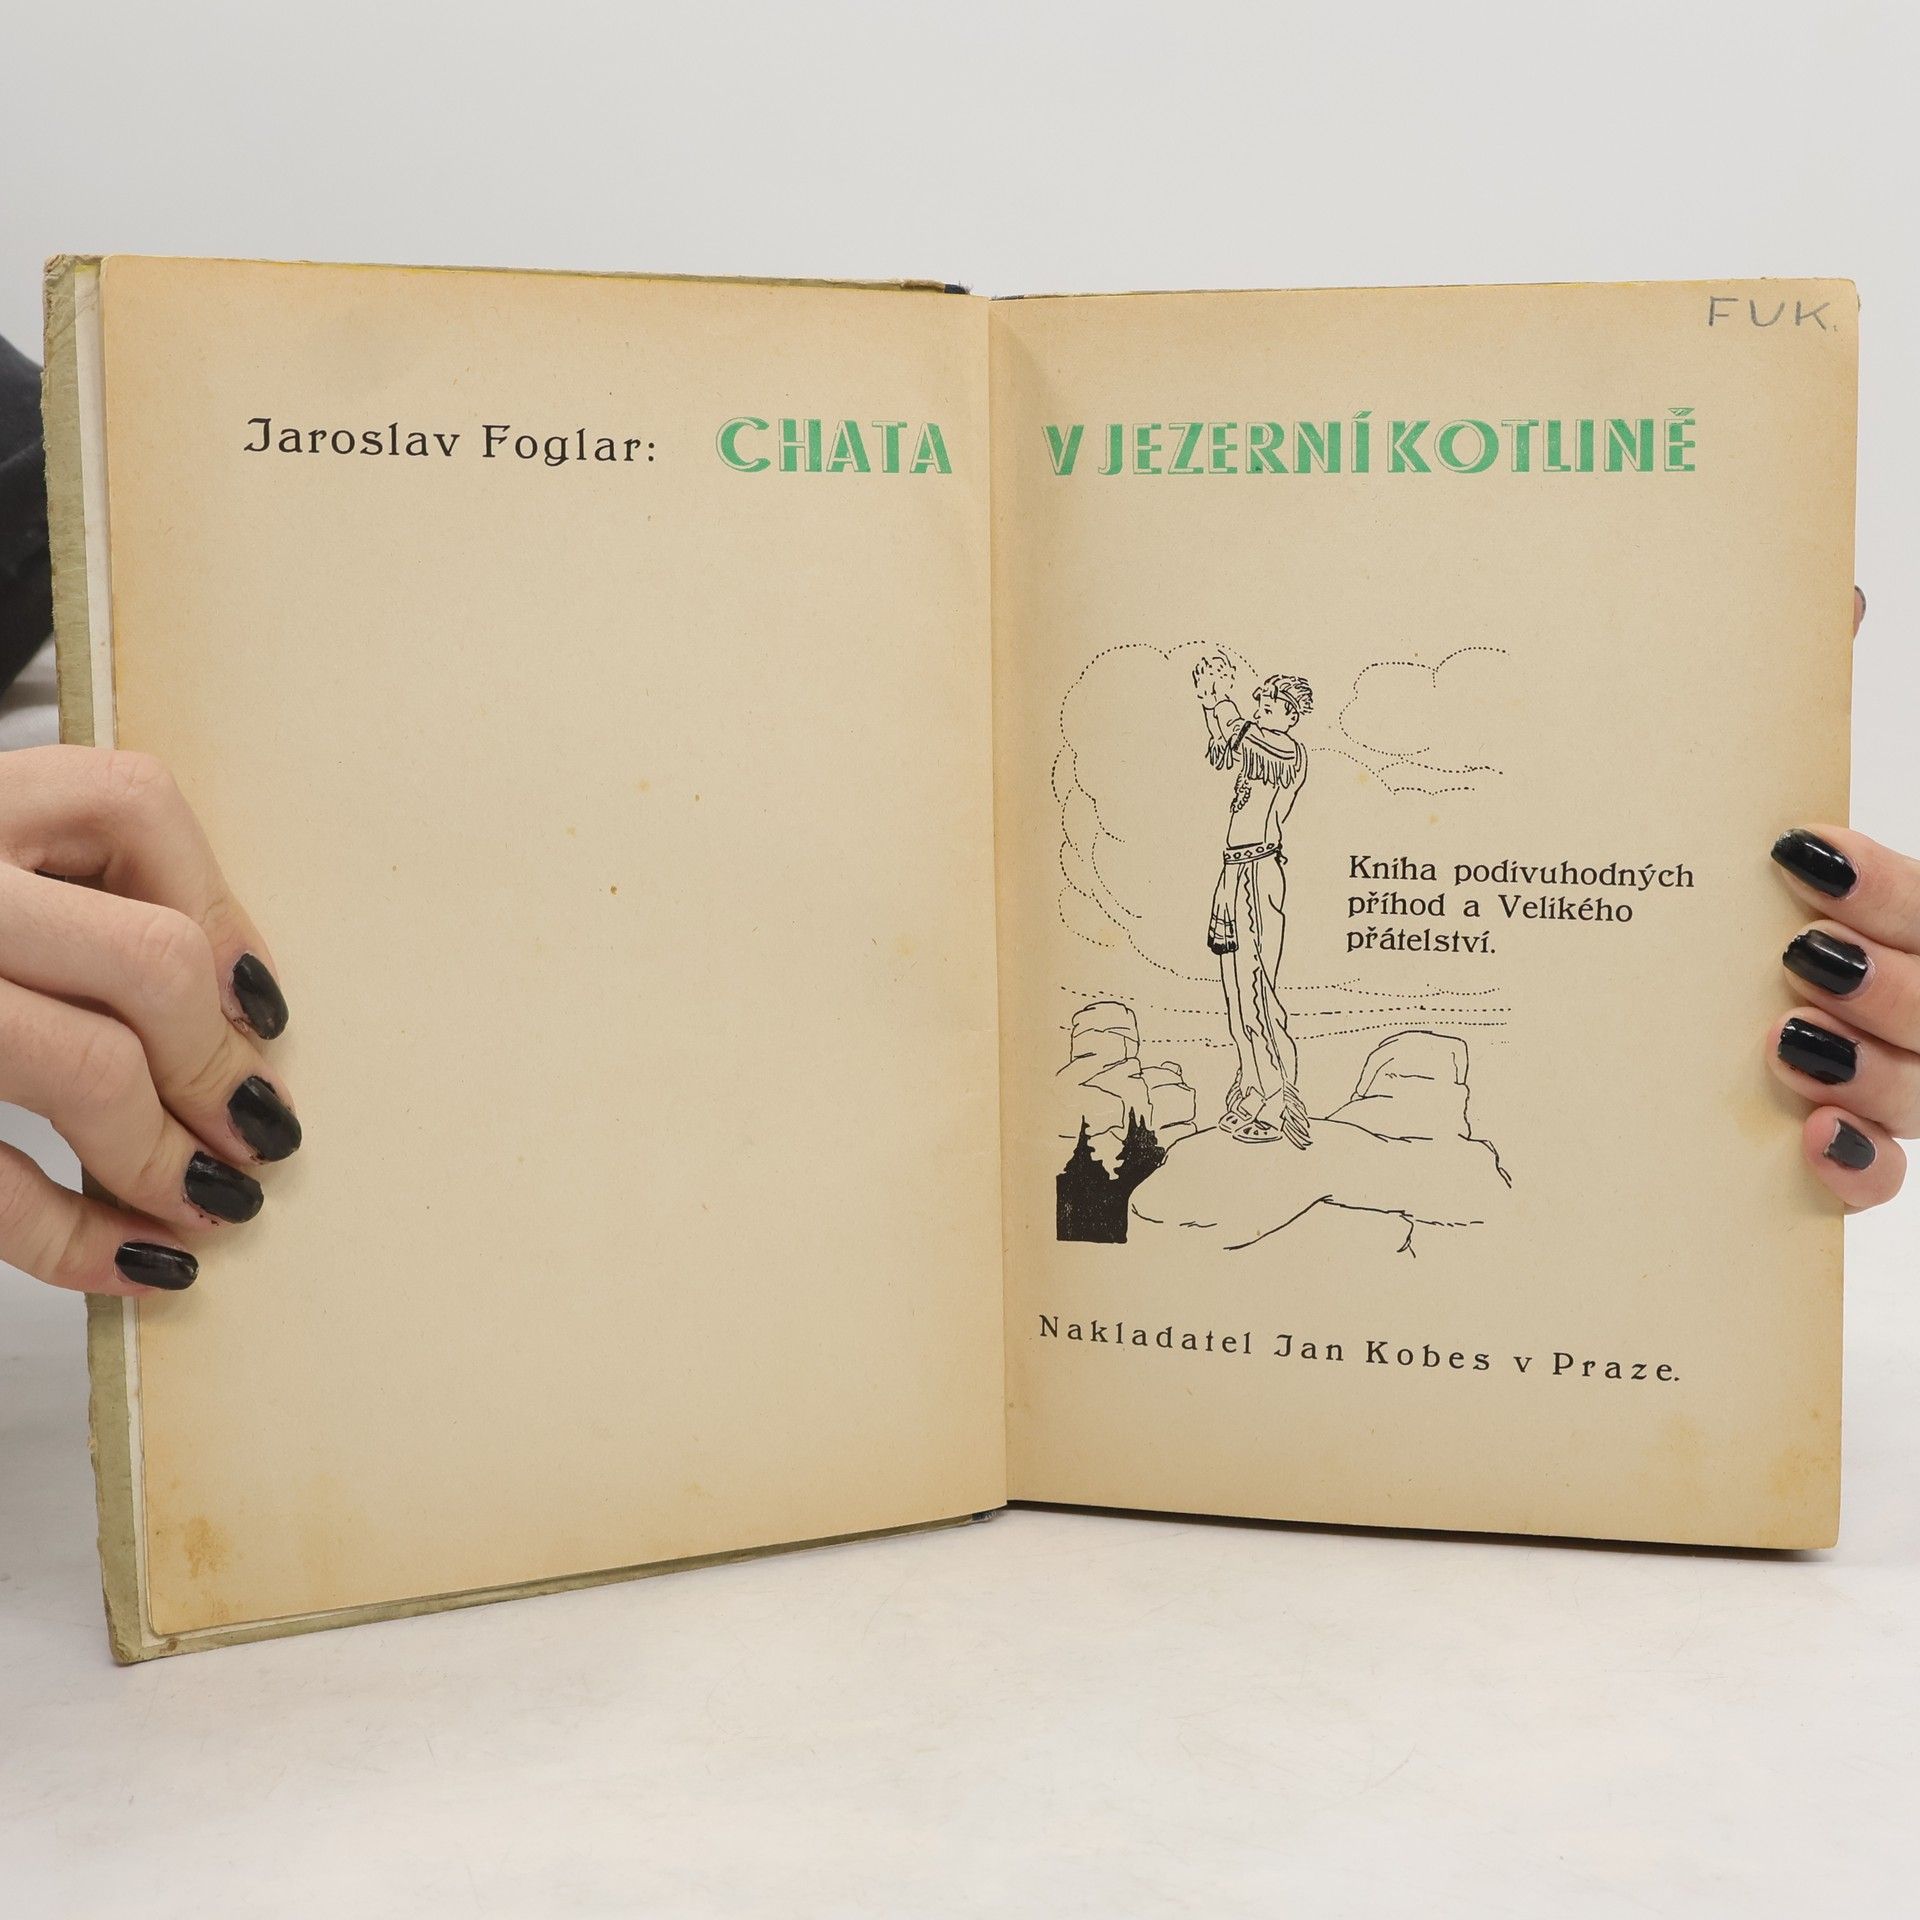 FUK.
Jaroslav Foglar: CHATA V JEZERNÍ KOTLINĚ
Kniha podivuhodných
příhod a Velikého
přátelství.
Nakladatel Jan Kobes v Praze.